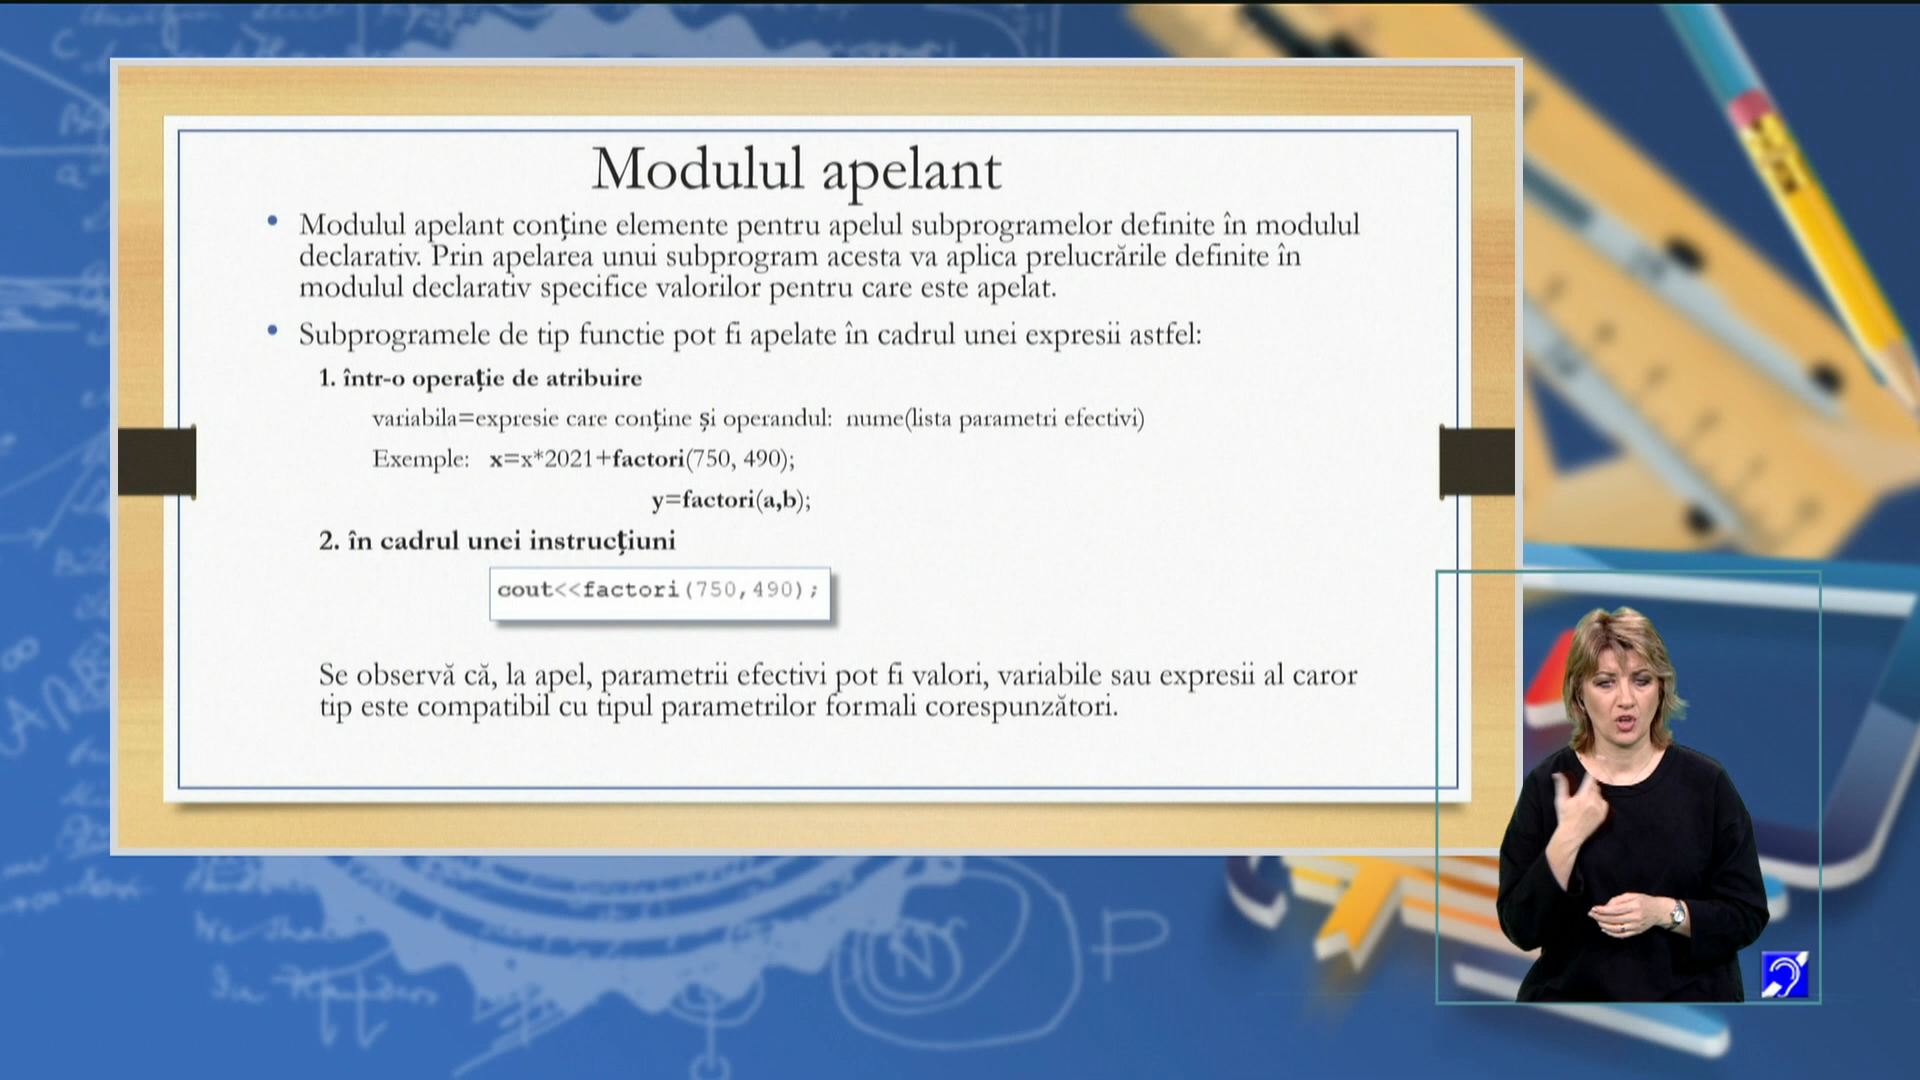 Modulul apelant
• Modulul apelant conține elemente pentru apelul subprogramelor definite în modulul
declarativ. Prin apelarea unui subprogram acesta va aplica prelucrările definite în
modulul declarativ specifice valorilor pentru care este apelat.
• Subprogramele de tip functie pot fi apelate în cadrul unei expresii astfel:
1. într-o operație de atribuire
variabila=expresie care conține și operandul: nume(lista parametri efectivi)
Exemple: x=x*2021+factori(750, 490);
y=factori(a,b);
2. în cadrul unei instrucțiuni
cout<<factori(750,490);
Se observă că, la apel, parametrii efectivi pot fi valori, variabile sau expresii al caror
tip este compatibil cu tipul parametrilor formali corespunzători.
N
P